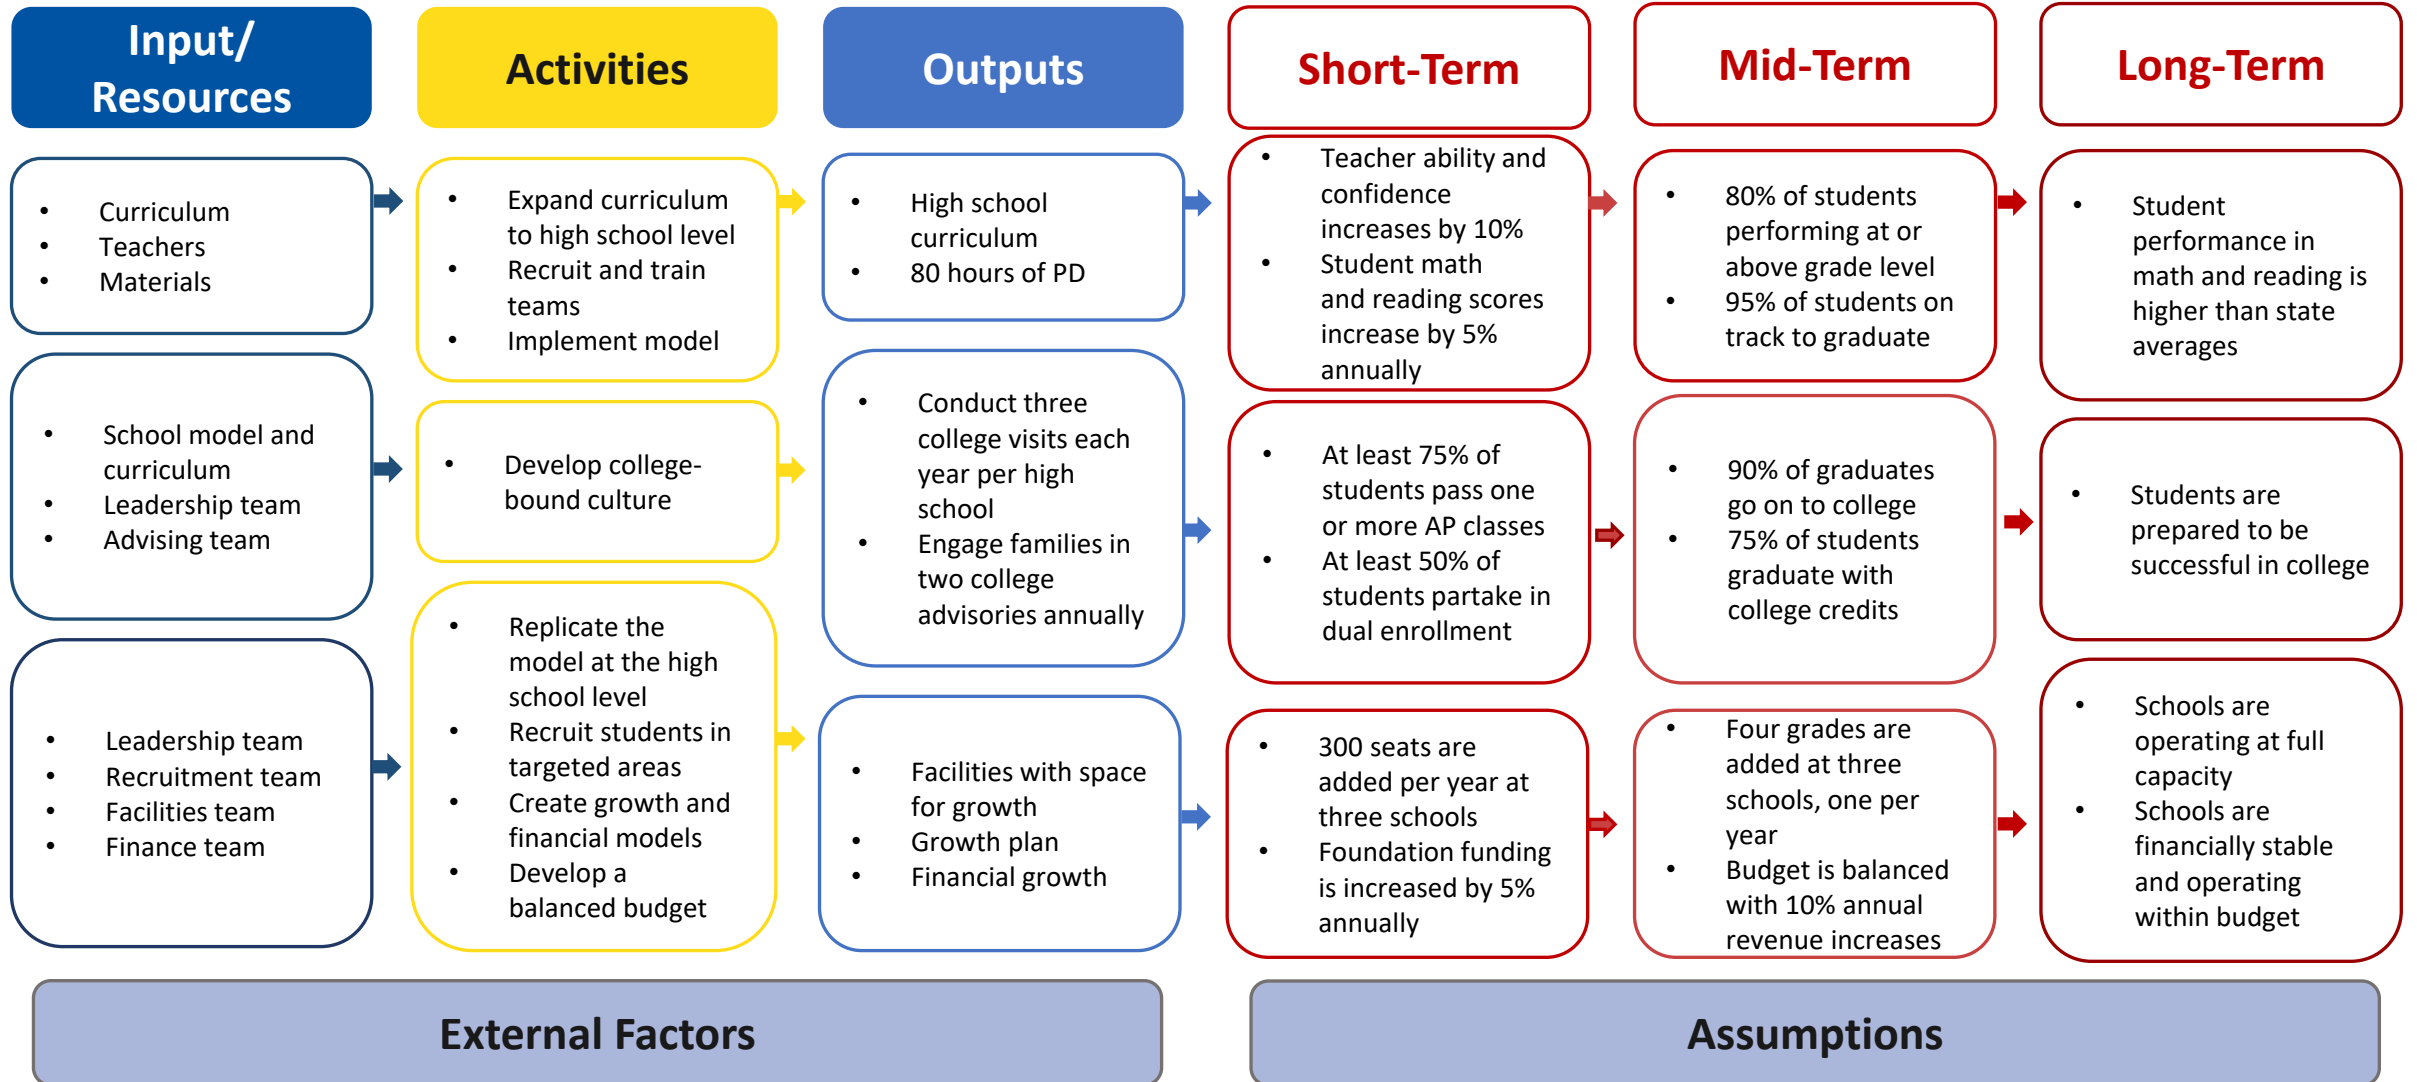 Input/
Resources
Activities
Outputs
Short-Term
Mid-Term
Long-Term
• Curriculum
• Teachers
• Materials
• Expand curriculum
to high school level
• Recruit and train
teams
• Implement model
• High school
curriculum
• 80 hours of PD
• Teacher ability and
confidence
increases by 10%
• Student math
and reading scores
increase by 5%
annually
• 80% of students
performing at or
above grade level
• 95% of students on
track to graduate
• Student
performance in
math and reading is
higher than state
averages
• School model and
curriculum
• Leadership team
• Advising team
• Develop college-
bound culture
• Conduct three
college visits each
year per high
school
• Engage families in
two college
advisories annually
• At least 75% of
students pass one
or more AP classes
• At least 50% of
students partake in
dual enrollment
• 90% of graduates
go on to college
• 75% of students
graduate with
college credits
• Students are
prepared to be
successful in college
• Leadership team
• Recruitment team
• Facilities team
• Finance team
• Replicate the
model at the high
school level
• Recruit students in
targeted areas
• Create growth and
financial models
• Develop a
balanced budget
• Facilities with space
for growth
• Growth plan
• Financial growth
• 300 seats are
added per year at
three schools
• Foundation funding
is increased by 5%
annually
• Four grades are
added at three
schools, one per
year
• Budget is balanced
with 10% annual
revenue increases
• Schools are
operating at full
capacity
• Schools are
financially stable
and operating
within budget
External Factors
Assumptions